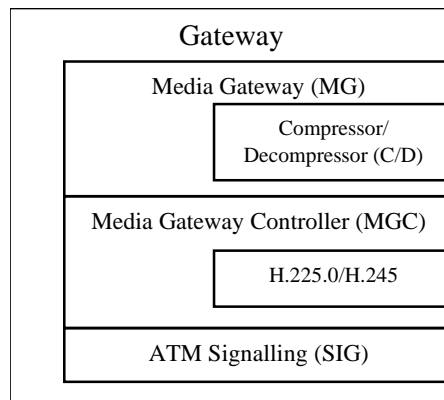 Gateway
Media Gateway (MG)
Compressor/
Decompressor (C/D)
Media Gateway Controller (MGC)
H.225.0/H.245
ATM Signalling (SIG)